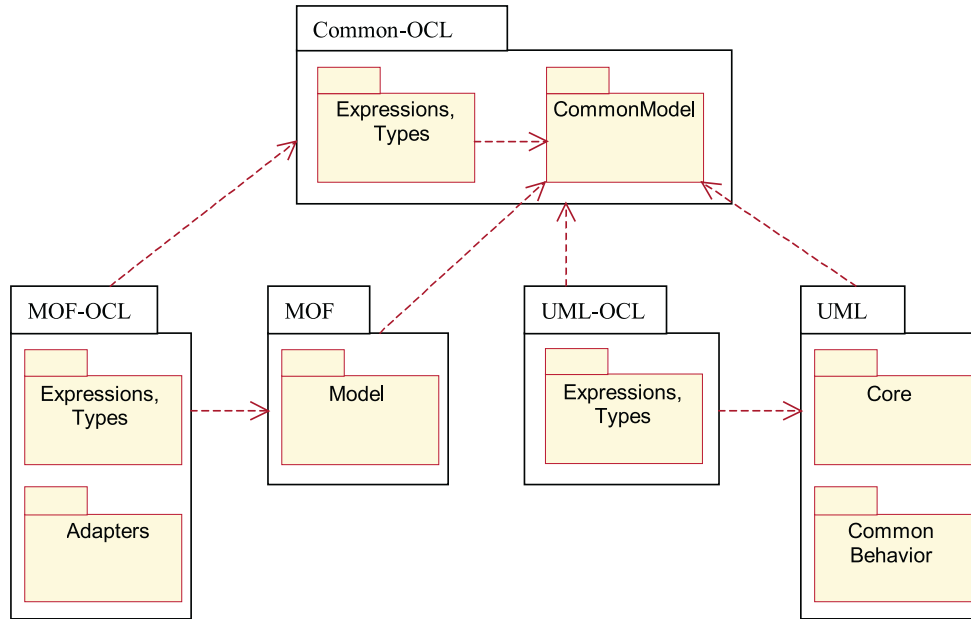 Common-OCL
Expressions,
Types
CommonModel
MOF-OCL
Expressions,
Types
Adapters
MOF
Model
UML-OCL
Expressions,
Types
UML
Core
Common
Behavior